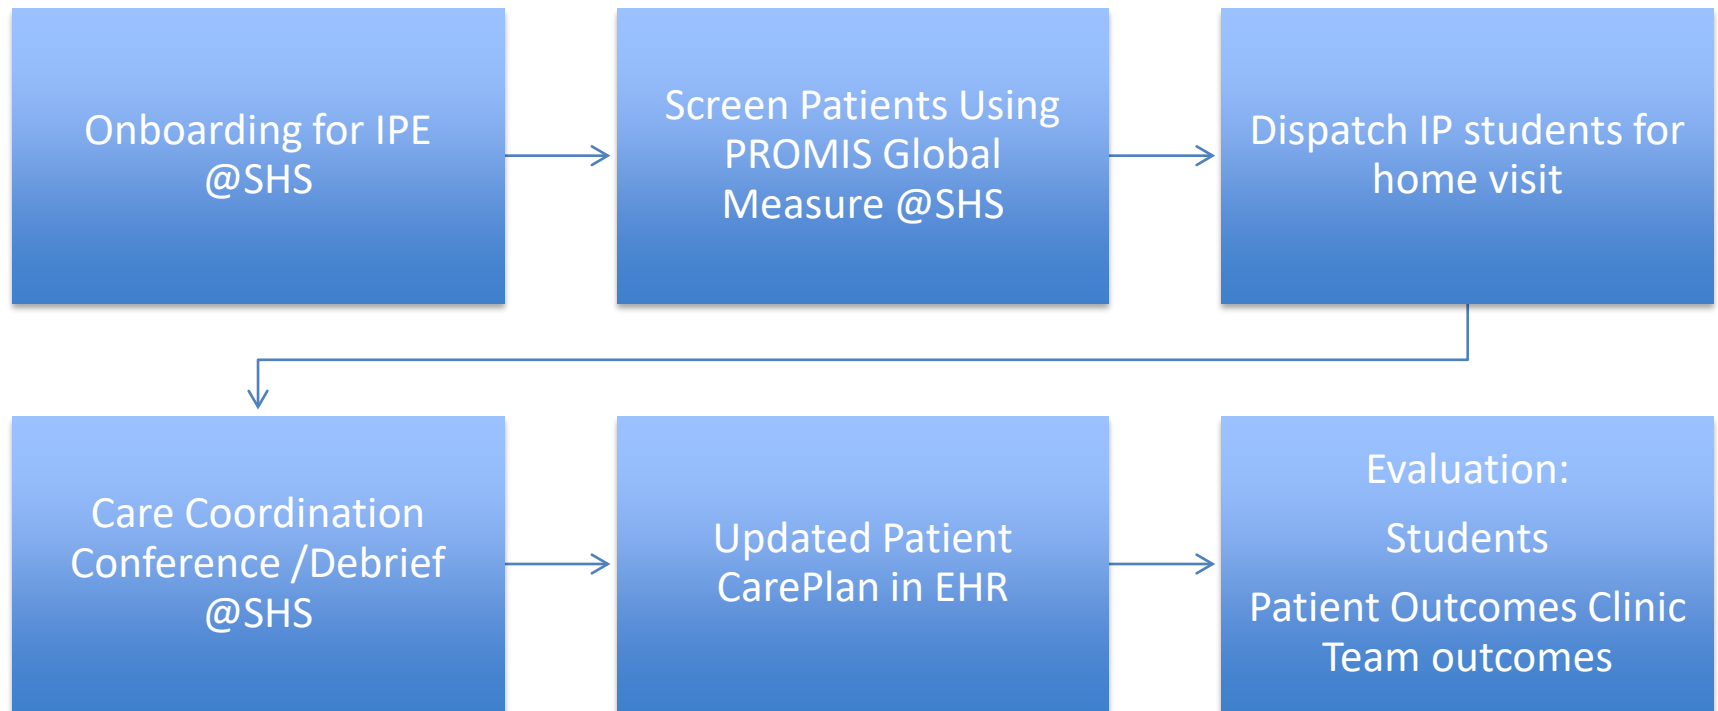 Onboarding for IPE
@SHS
Screen Patients Using
PROMIS Global
Measure @SHS
Dispatch IP students for
home visit
Care Coordination
Conference /Debrief
@SHS
Updated Patient
CarePlan in EHR
Evaluation:
Students
Patient Outcomes Clinic
Team outcomes